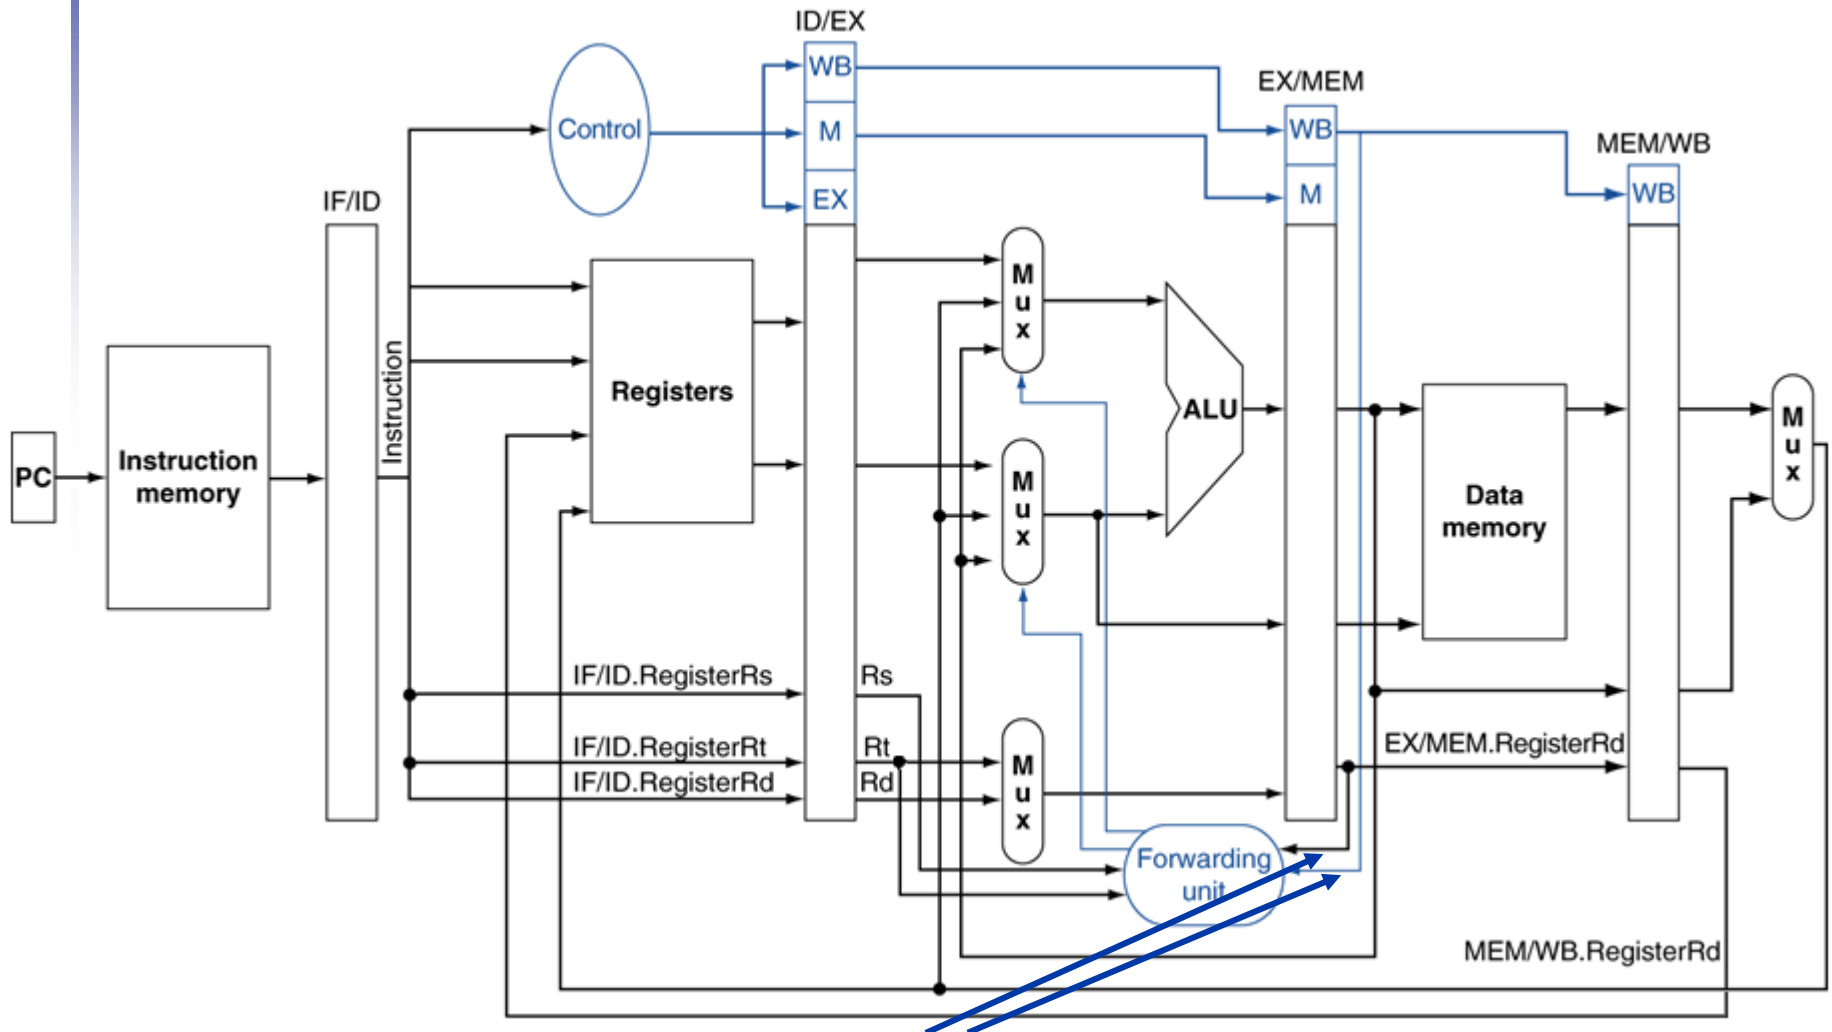 ID/EX
WB
EX/MEM
Control
M
WB
MEM/WB
IF/ID
EX
M
WB
M
u
x
Instruction
Registers
ALU
M
u
x
PC
Instruction
memory
M
u
x
Data
memory
IF/ID.RegisterRs
Rs
IF/ID.RegisterRt
Rt
EX/MEM.RegisterRd
IF/ID.RegisterRd
Rd
M
u
x
Forwarding
unit
MEM/WB.RegisterRd